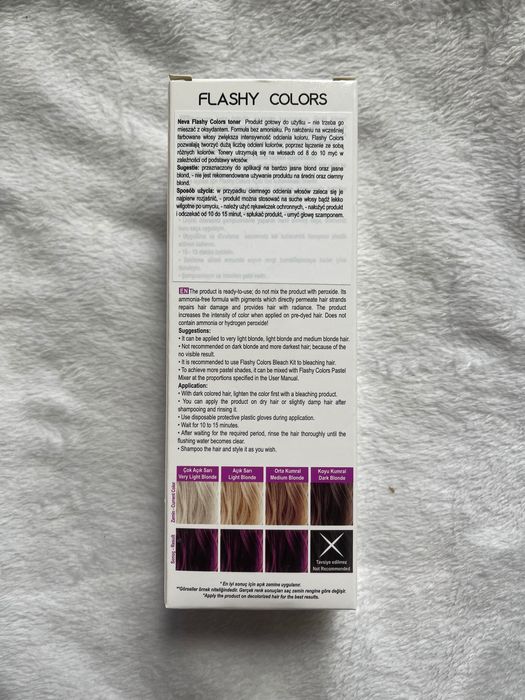 FLASHY COLORS
Neva Flashy Colors toner Produkt gotowy do użytku – nie trzeba go
mieszać z oksydantem. Formuła bez amoniaku. Po nałożeniu na wcześniej
farbowane włosy zwiększa intensywność odcienia koloru. Flashy Colors
pozwalają tworzyć dużą liczbę odcieni kolorów, poprzez łączenie ze sobą
różnych kolorów. Tonery utrzymują się na włosach od 8 do 10 myć w
zależności od podstawy włosów.
Sugestie: przeznaczony do aplikacji na bardzo jasne blond oraz jasne
blond, - nie jest rekomendowane używania produktu na średni oraz ciemny
blond.
Sposób użycia: w przypadku ciemnego odcienia włosów zaleca się je
najpierw rozjaśnić, - produkt można stosować na suche włosy bądź lekko
wilgotne po umyciu, - należy użyć rękawiczek ochronnych, - nałożyć produkt
i odczekać od 10 do 15 minut, - spłukać produkt, - umyć głowę szamponem.
EN The product is ready-to-use; do not mix the product with peroxide. Its
ammonia-free formula with pigments which directly permeate hair strands
repairs hair damage and provides hair with radiance. The product
increases the intensity of color when applied on pre-dyed hair. Does not
contain ammonia or hydrogen peroxide!
Suggestions:
• It can be applied to very light blonde, light blonde and medium blonde hair.
• Not recommended on dark blonde and more darkest hair; because of the
no visible result.
• It is recommended to use Flashy Colors Bleach Kit to bleaching hair.
• To achieve more pastel shades, it can be mixed with Flashy Colors Pastel
Mixer at the proportions specified in the User Manual.
Application:
• With dark colored hair, lighten the color first with a bleaching product.
• You can apply the product on dry hair or slightly damp hair after
shampooing and rinsing it.
• Use disposable protective plastic gloves during application.
• Wait for 10 to 15 minutes.
• After waiting for the required period, rinse the hair thoroughly until the
flushing water becomes clear.
• Shampoo the hair and style it as you wish.
Çok Açık Sarı
Very Light Blonde
Açık Sarı
Light Blonde
Orta Kumral
Medium Blonde
Koyu Kumral
Dark Blonde
Zemin - Current Color
Sonuç - Result
Tavsiye edilmez
Not Recommended
* En iyi sonuç için açık zemine uygulanır.
**Görseller örnek niteliğindedir. Gerçek renk sonuçları saç zemin rengine göre değişir.
*Apply the product on decolorized hair for the best results.